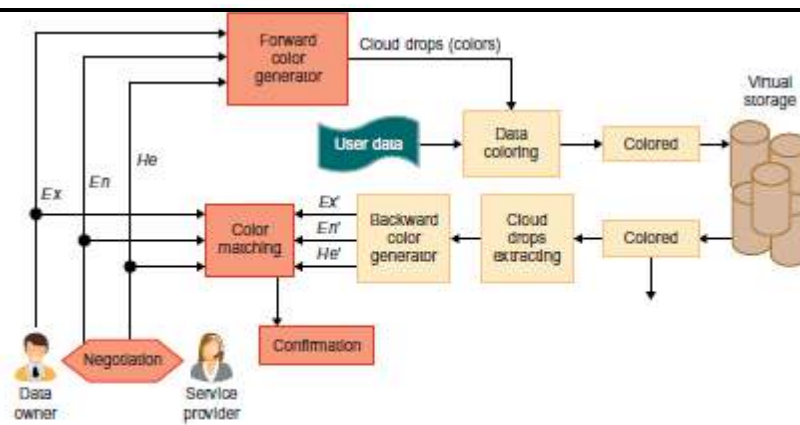 Forward
color
generator
Cloud drops (colors)
Virtual
storage
User data
Data
coloring
Colored
He
En
Ex
Color
matching
Ex'
En'
He'
Backward
color
generator
Cloud
drops
extracting
Colored
Negotiation
Confirmation
Data
owner
Service
provider